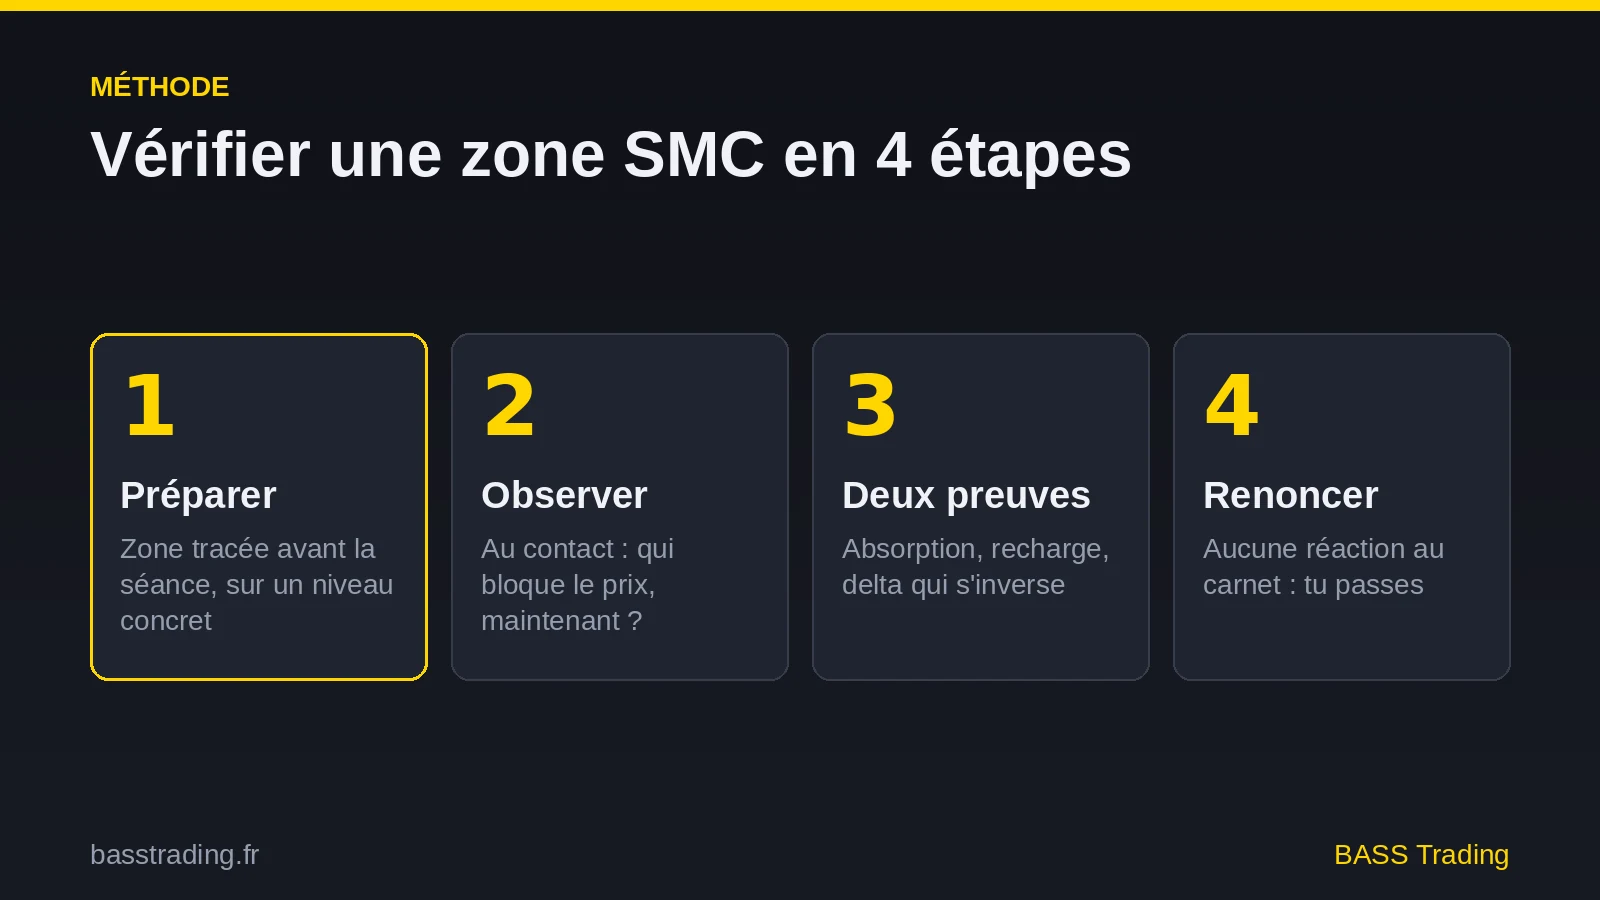 MÉTHODE
Vérifier une zone SMC en 4 étapes
1
Préparer
Zone tracée avant la
séance, sur un niveau
concret
2
Observer
Au contact : qui
bloque le prix,
maintenant ?
3
Deux preuves
Absorption, recharge,
delta qui s'inverse
4
Renoncer
Aucune réaction au
carnet : tu passes
basstrading.fr
BASS Trading